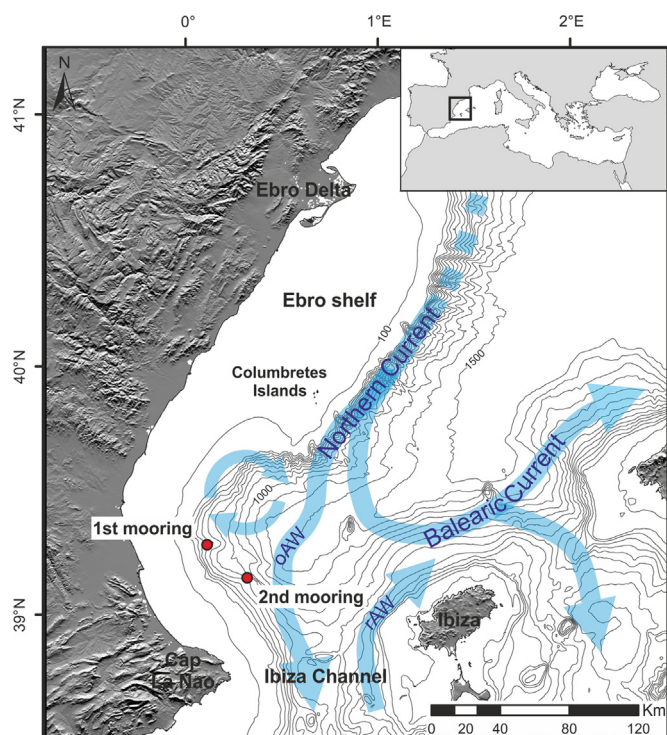 0°
1°E
2°E
N
41°N
Ebro Delta
Ebro shelf
100
40°N
1500
Columbretes
Islands
Northern Current
1000
1st mooring
oAW
Balearic Current
2nd mooring
39°N
rAW
Ibiza
Cap
La Nao
Ibiza Channel
Km
0 20 40 80 120